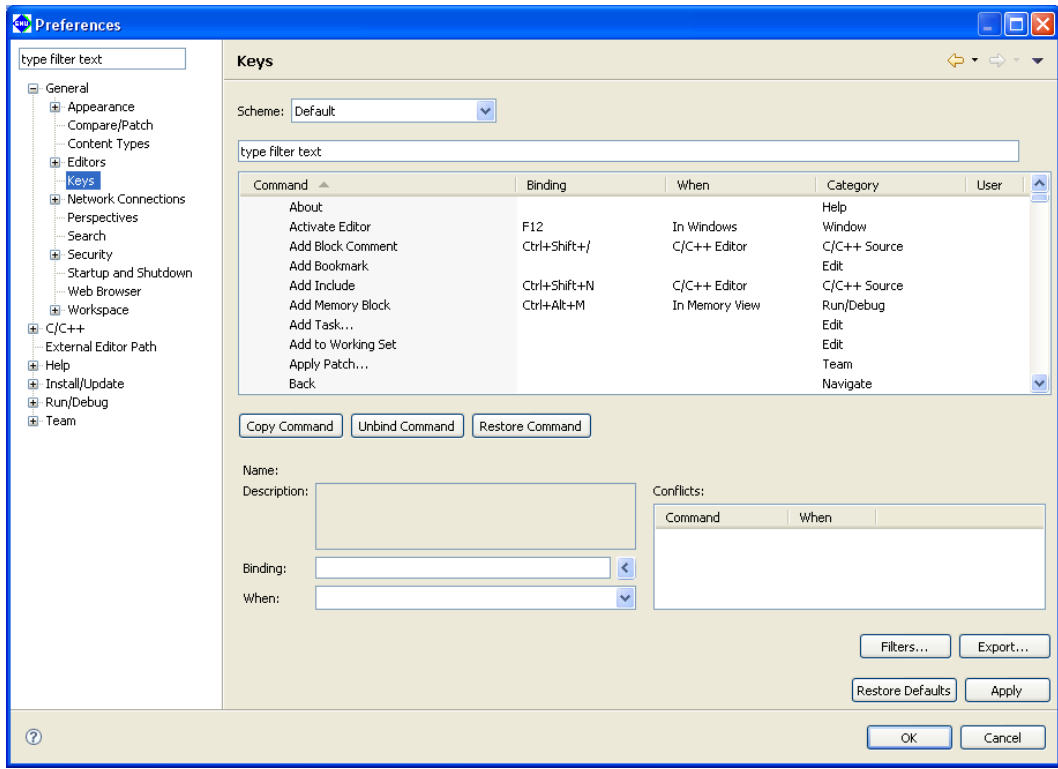 Preferences
type filter text
General
Appearance
Compare/Patch
Content Types
Editors
Keys
Network Connections
Perspectives
Search
Security
Startup and Shutdown
Web Browser
Workspace
C/C++
External Editor Path
Help
Install/Update
Run/Debug
Team
Keys
Scheme: Default
type filter text
Command Binding When Category User
About Help
Activate Editor F12 In Windows Window
Add Block Comment Ctrl+Shift+/ C/C++ Editor C/C++ Source
Add Bookmark Edit
Add Include Ctrl+Shift+N C/C++ Editor C/C++ Source
Add Memory Block Ctrl+Alt+M In Memory View Run/Debug
Add Task... Edit
Add to Working Set Edit
Apply Patch... Team
Back Navigate
Copy Command Unbind Command Restore Command
Name:
Description:
Binding:
When:
Conflicts:
Command When
Filters... Export...
Restore Defaults Apply
OK Cancel